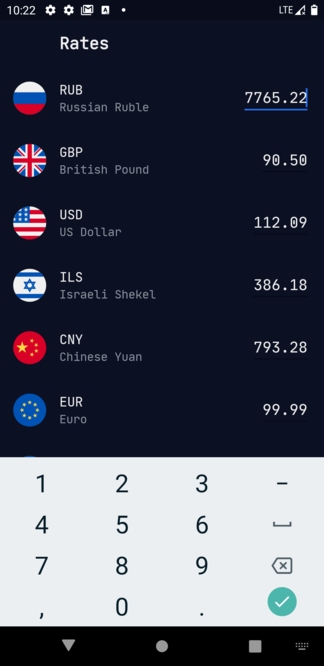 10:22
LTE
Rates
RUB
Russian Ruble
7765.22
GBP
British Pound
90.50
USD
US Dollar
112.09
ILS
Israeli Shekel
386.18
CNY
Chinese Yuan
793.28
EUR
Euro
99.99
1 2 3 -
4 5 6
7 8 9
, 0 .